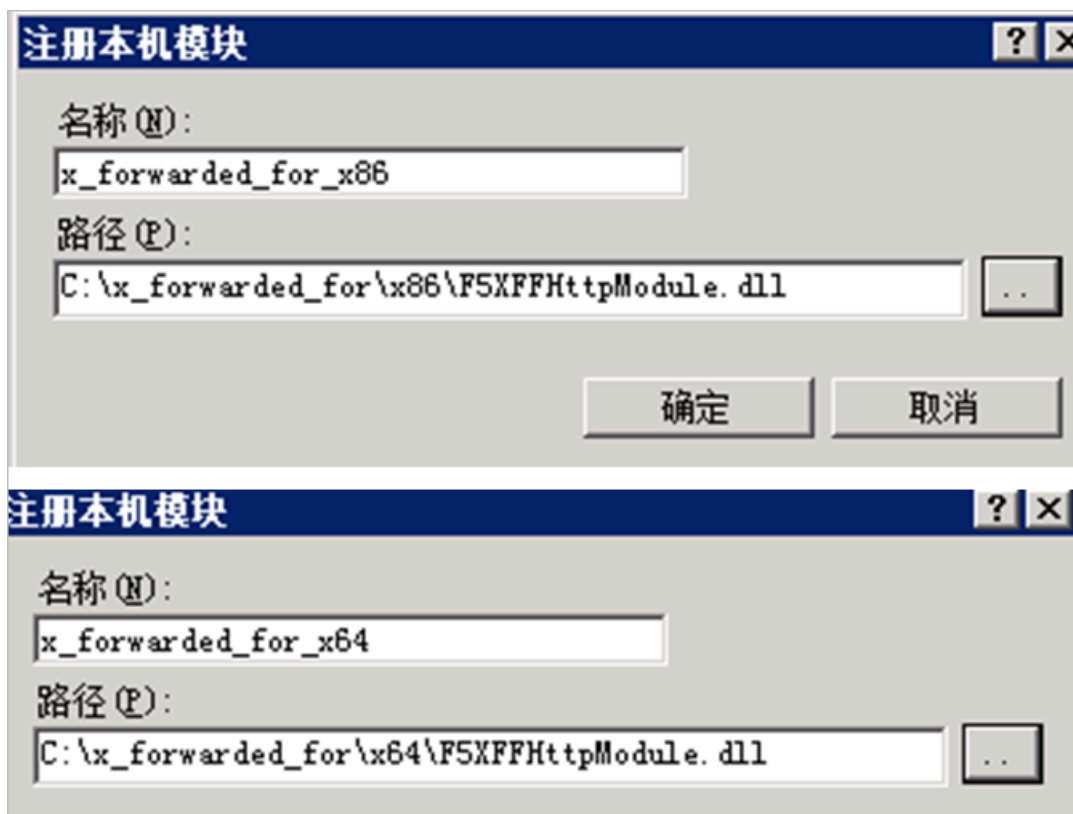 注册本机模块
名称(N):
x_forwarded_for_x86
路径(P):
C:\x_forwarded_for\x86\F5XFFHttpModule.dll
..
确定
取消
注册本机模块
名称(N):
x_forwarded_for_x64
路径(P):
C:\x_forwarded_for\x64\F5XFFHttpModule.dll
..